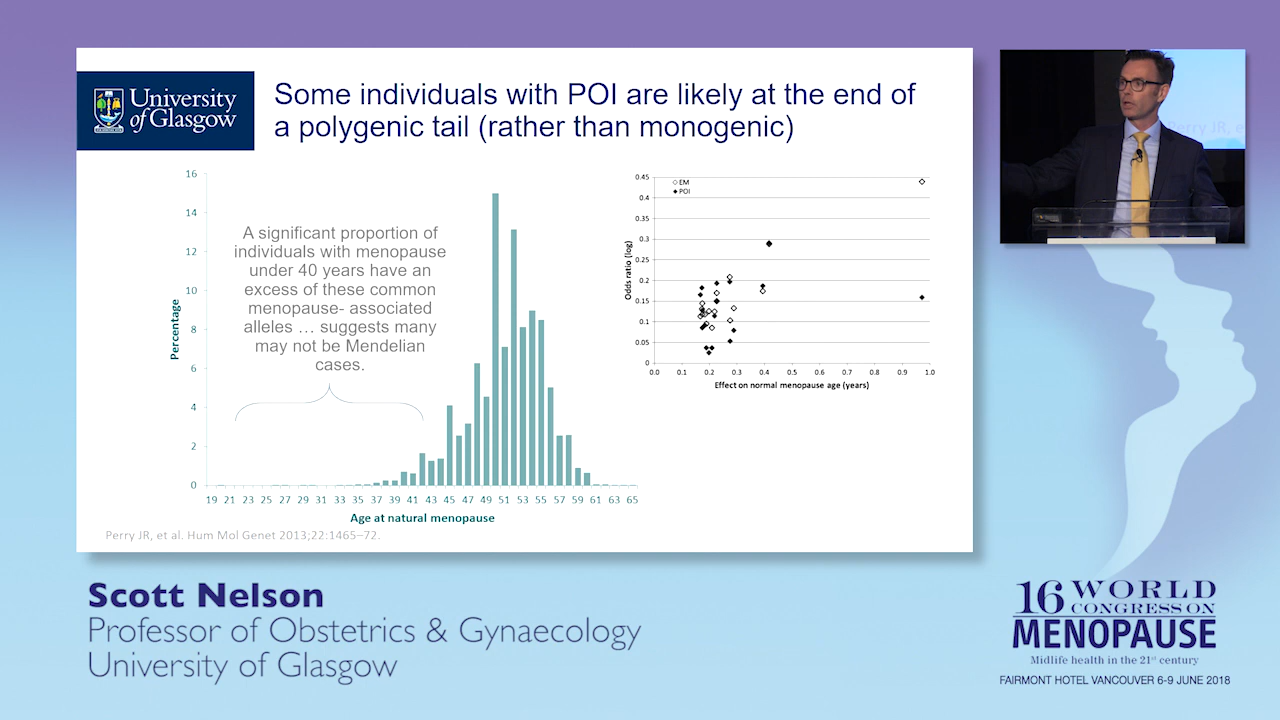 University
of Glasgow
Some individuals with POI are likely at the end of
a polygenic tail (rather than monogenic)
16
14
12
10
8
6
4
2
0
Percentage
A significant proportion of
individuals with menopause
under 40 years have an
excess of these common
menopause- associated
alleles … suggests many
may not be Mendelian
cases.
19 21 23 25 27 29 31 33 35 37 39 41 43 45 47 49 51 53 55 57 59 61 63 65
Age at natural menopause
0.45
0.4
0.35
0.3
0.25
0.2
0.15
0.1
0.05
0
EM
POI
Odds ratio (log)
0.0 0.1 0.2 0.3 0.4 0.5 0.6 0.7 0.8 0.9 1.0
Effect on normal menopause age (years)
Perry JR, et al. Hum Mol Genet 2013;22:1465–72.
Perry JR, e
Scott Nelson
Professor of Obstetrics & Gynaecology
University of Glasgow
16 WORLD
CONGRESS ON
MENOPAUSE
Midlife health in the 21st century
FAIRMONT HOTEL VANCOUVER 6-9 JUNE 2018